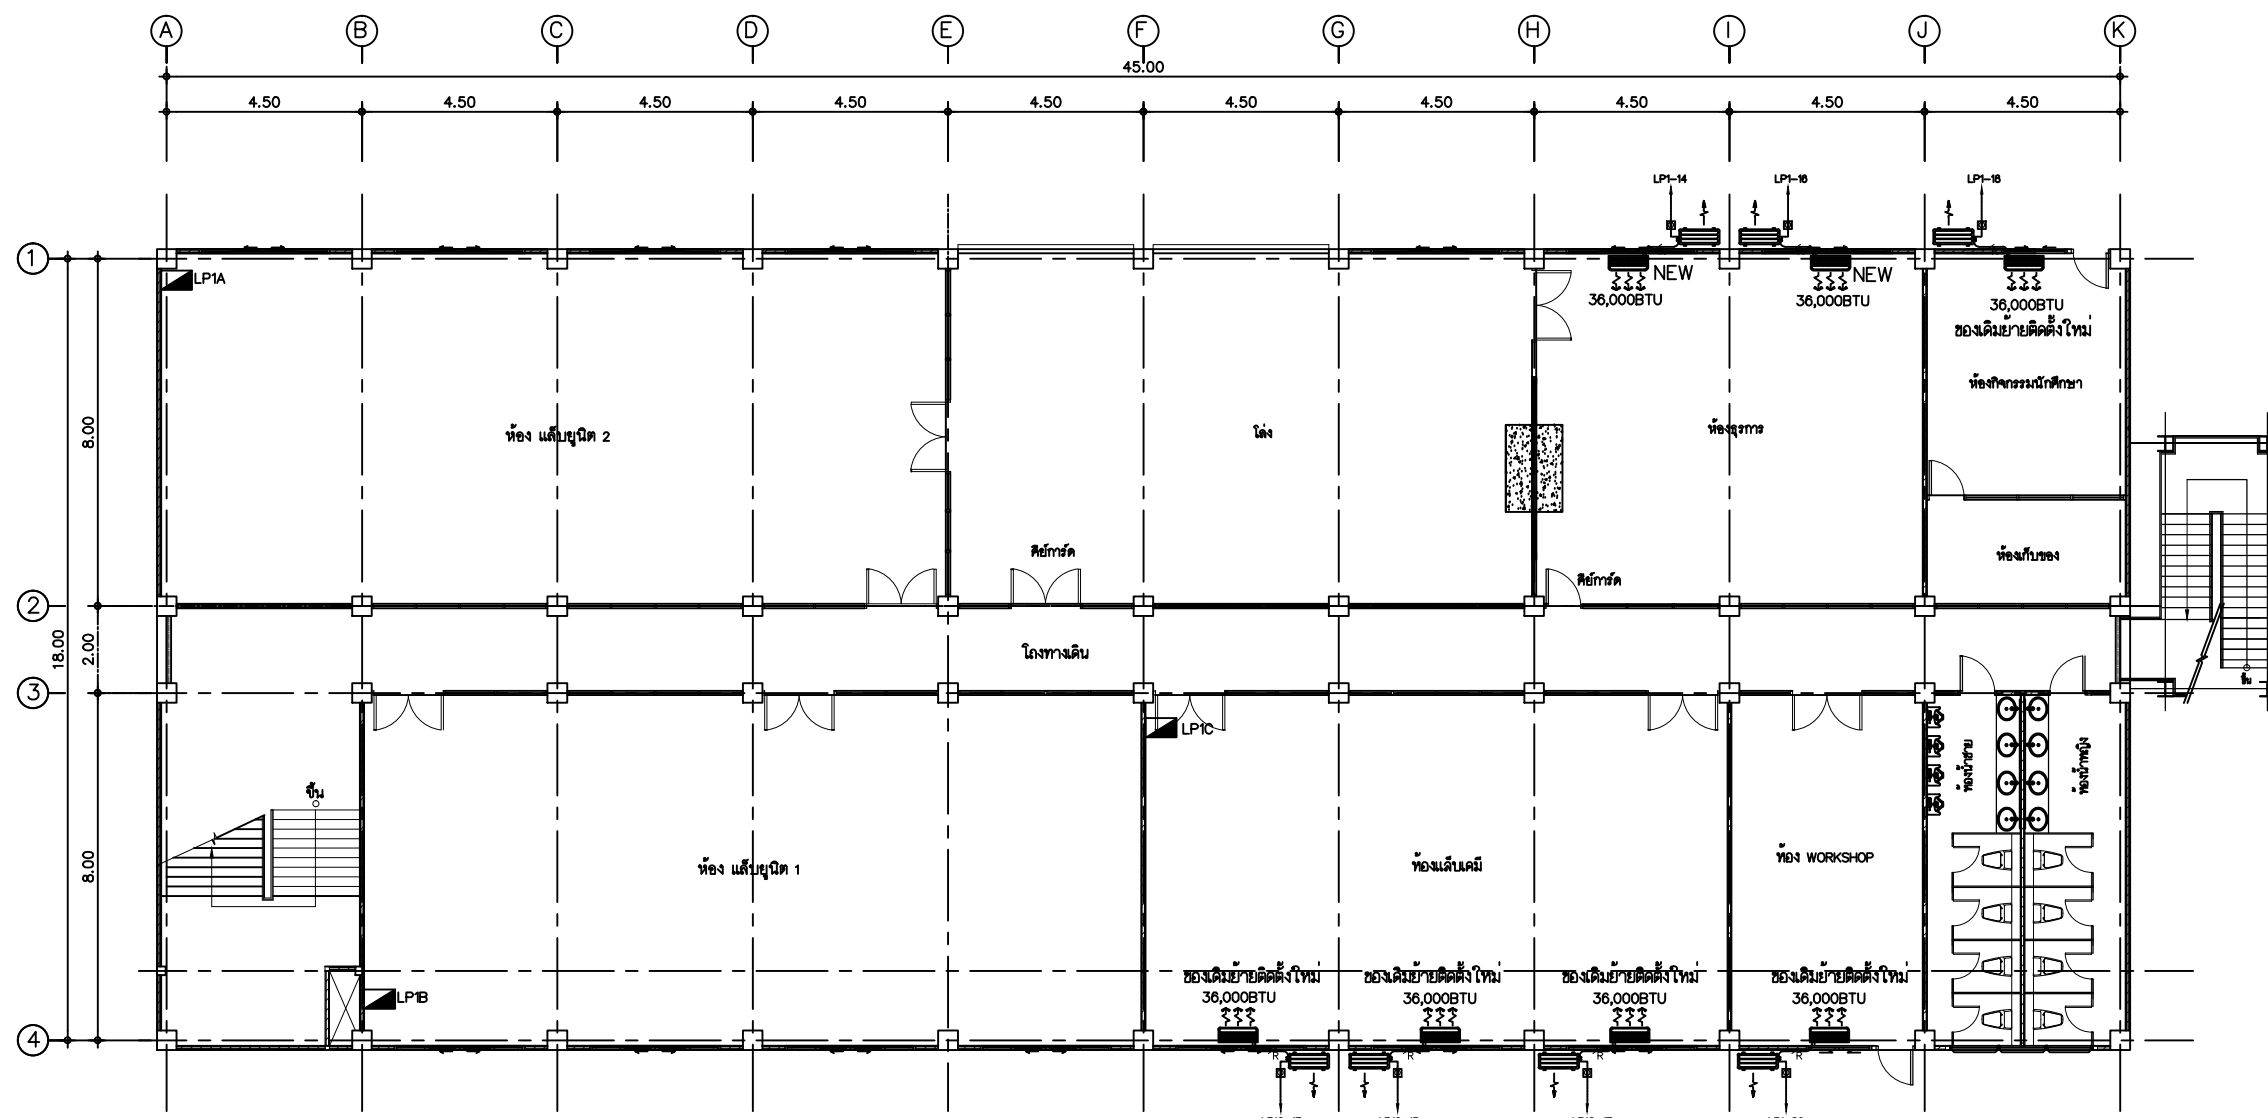 A B C D E F G H I J K
45.00
4.50 4.50 4.50 4.50 4.50 4.50 4.50 4.50 4.50 4.50
LP1-14 LP1-16 LP1-18
1
LP1A
NEW NEW
36,000BTU 36,000BTU 36,000BTU
ของเดิมย้ายติดตั้งใหม่
ห้องกิจกรรมนักศึกษา
8.00
ห้อง แล็บยูนิต 2
โล่ง
ห้องธุรการ
คีย์การ์ด
ห้องเก็บของ
คีย์การ์ด
2
18.00
2.00
โถงทางเดิน
ขึ้น
3
LP1C
ห้องน้ำชาย
ห้องน้ำหญิง
ขึ้น
8.00
ห้อง แล็บยูนิต 1
ห้องแล็บเคมี
ห้อง WORKSHOP
ของเดิมย้ายติดตั้งใหม่ ของเดิมย้ายติดตั้งใหม่ ของเดิมย้ายติดตั้งใหม่ ของเดิมย้ายติดตั้งใหม่
LP1B
36,000BTU 36,000BTU 36,000BTU 36,000BTU
4
R R R R